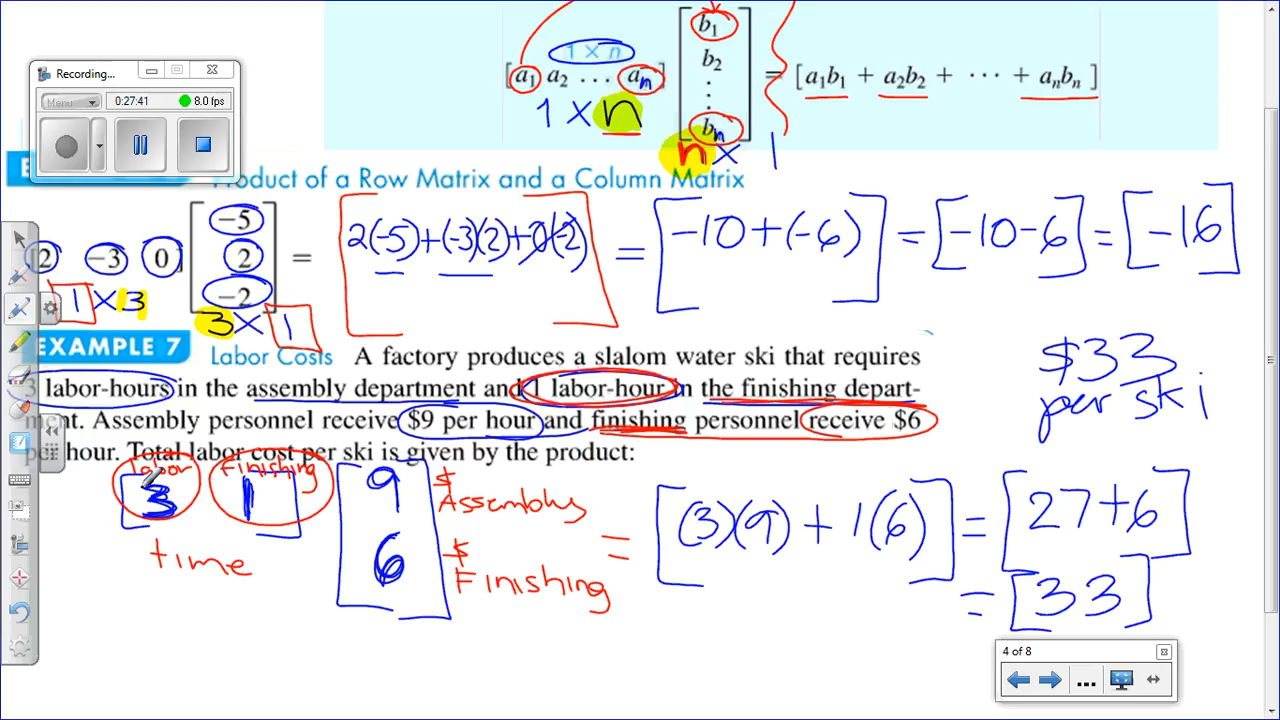 Recording...
Menu
0:27:41
8.0 fps
1 × n
[a1 a2 ... an] [b1 b2 ⋮ bn] = [a1b1 + a2b2 + ⋯ + anbn]
1 × n
n × 1
Product of a Row Matrix and a Column Matrix
[2 −3 0] [−5 2 −2] = [2(-5)+(-3)(2)+0(-2)] = [-10+(-6)] = [-10-6] = [-16]
1 × 3
3 × 1
EXAMPLE 7 Labor Costs A factory produces a slalom water ski that requires
3 labor-hours in the assembly department and 1 labor-hour in the finishing depart-
ment. Assembly personnel receive $9 per hour and finishing personnel receive $6
per hour. Total labor cost per ski is given by the product:
$33
per ski
labor Finishing
[3 1] [9 6] = [(3)(9) + 1(6)] = [27+6]
$ Assembly
time
$ Finishing
= [33]
4 of 8
...